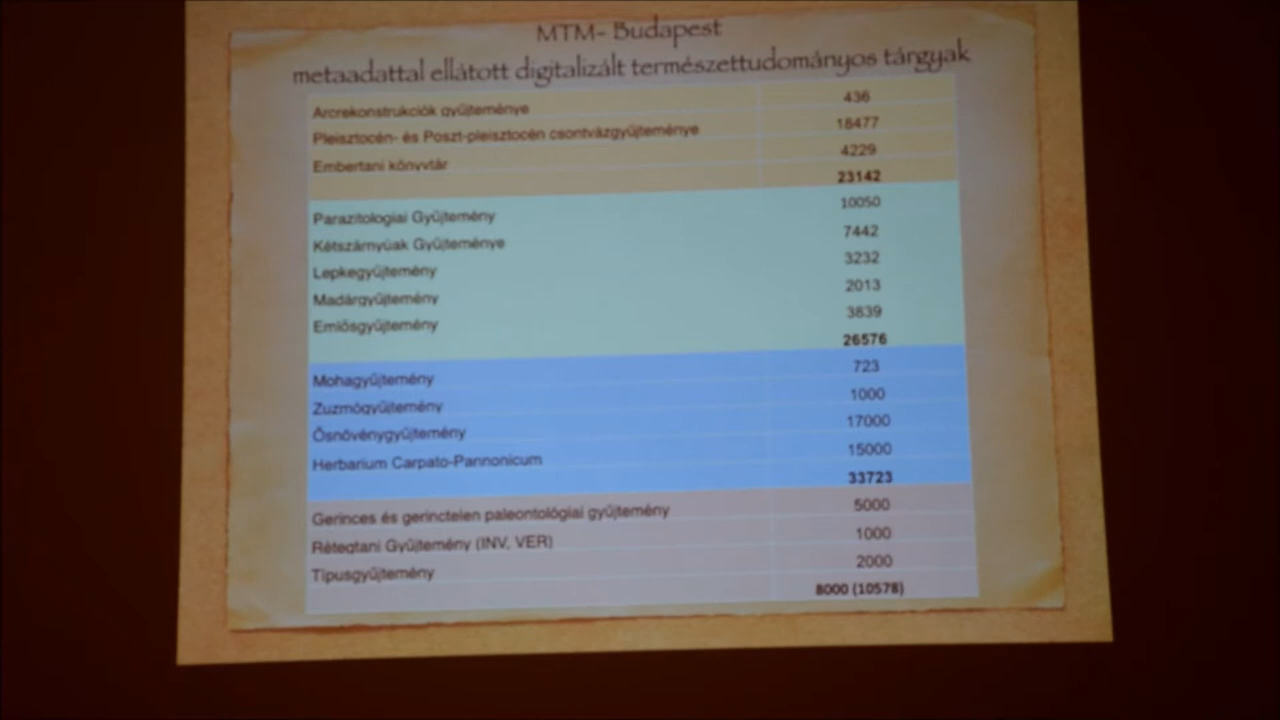 MTM- Budapest
metaadattal ellátott digitalizált természettudományos tárgyak
Arcrekonstrukciók gyűjteménye 436
Pleisztocén- és Poszt-pleisztocén csontvázgyűjteménye 18477
Embertani könyvtár 4229
23142
Parazitologiai Gyűjtemény 10050
Kétszárnyúak Gyűjteménye 7442
Lepkegyűjtemény 3232
Madárgyűjtemény 2013
Emlősgyűjtemény 3839
26576
Mohagyűjtemény 723
Zuzmógyűjtemény 1000
Ősnövénygyűjtemény 17000
Herbarium Carpato-Pannonicum 15000
33723
Gerinces és gerinctelen paleontológiai gyűjtemény 5000
Rétegtani Gyűjtemény (INV, VER) 1000
Típusgyűjtemény 2000
8000 (10578)